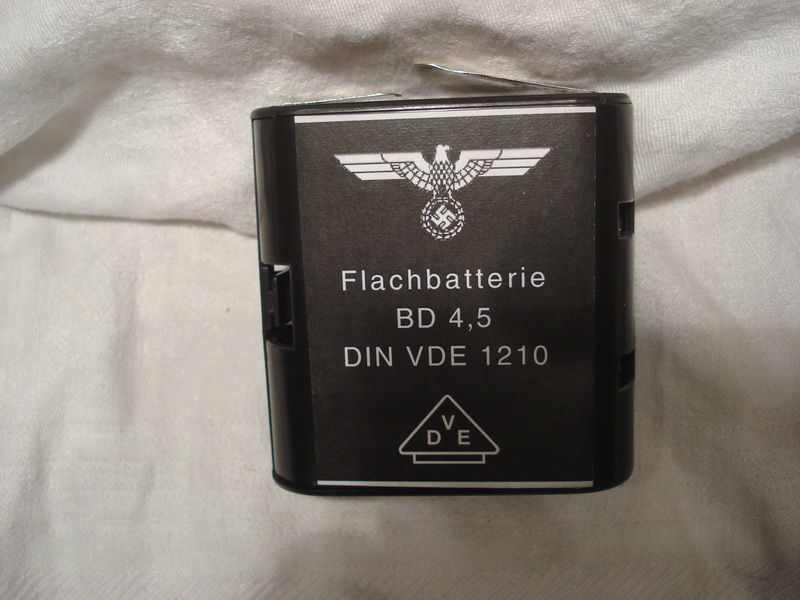 Flachbatterie
BD 4,5
DIN VDE 1210
V
D E